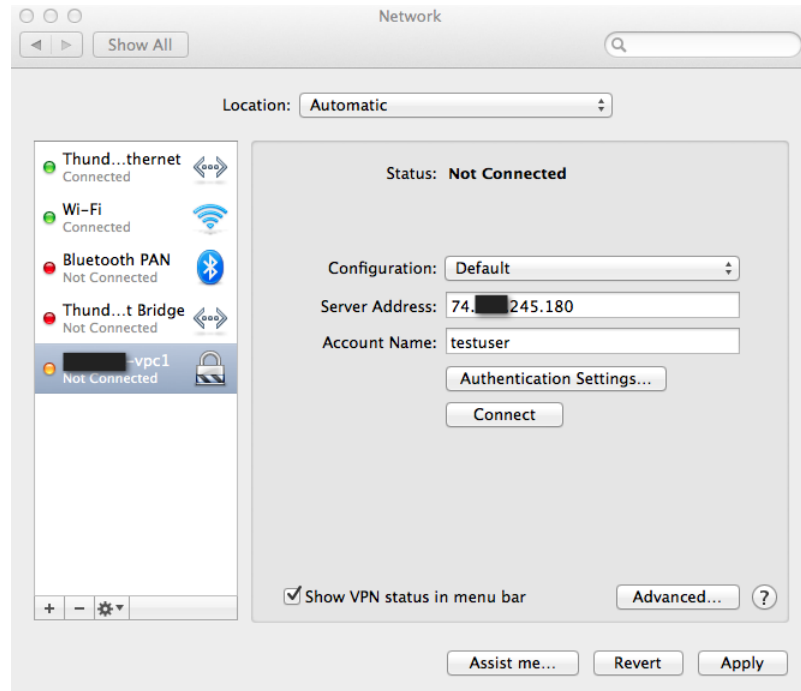 Network
Show All
Location: Automatic
Thund...thernet
Connected
Wi-Fi
Connected
Bluetooth PAN
Not Connected
Thund...t Bridge
Not Connected
-vpc1
Not Connected
Status: Not Connected
Configuration: Default
Server Address: 74. 245.180
Account Name: testuser
Authentication Settings...
Connect
Show VPN status in menu bar
Advanced... ?
+ -
Assist me... Revert Apply